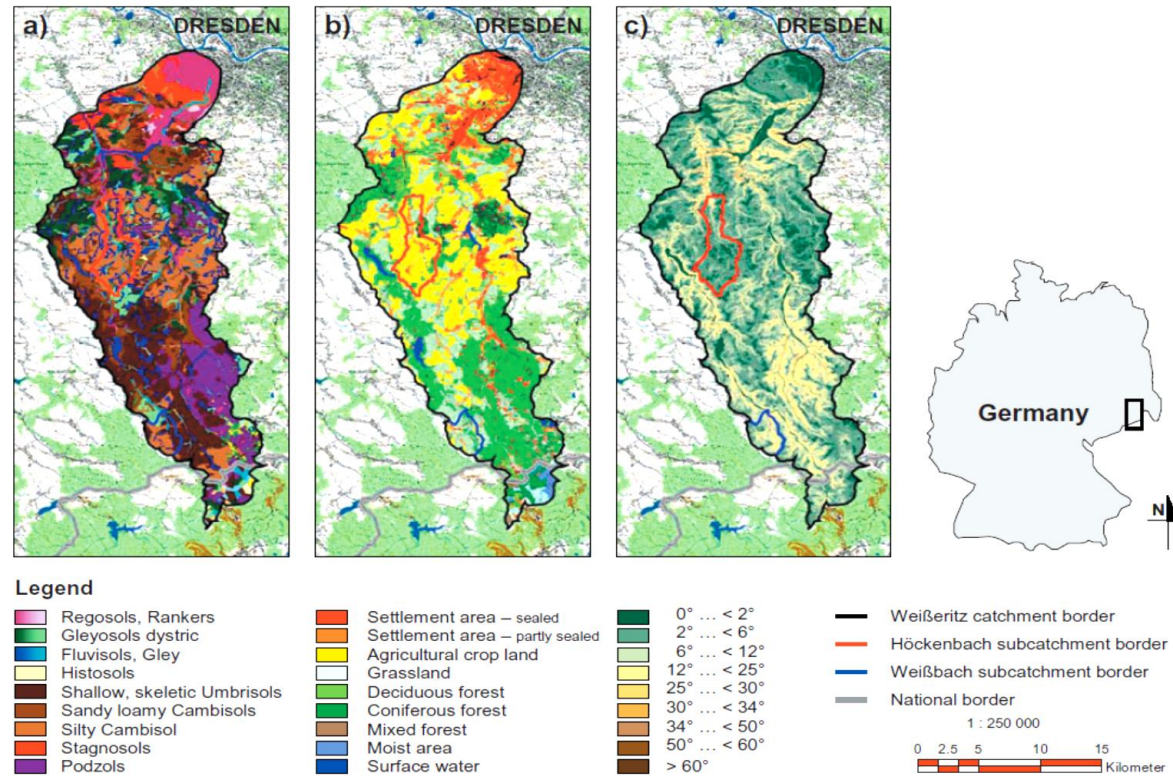 a) DRESDEN
b) DRESDEN
c) DRESDEN
Germany
N
Legend
Regosols, Rankers
Gleyosols dystric
Fluvisols, Gley
Histosols
Shallow, skeletic Umbrisols
Sandy loamy Cambisols
Silty Cambisol
Stagnosols
Podzols
Settlement area – sealed
Settlement area – partly sealed
Agricultural crop land
Grassland
Deciduous forest
Coniferous forest
Mixed forest
Moist area
Surface water
0° ... < 2°
2° ... < 6°
6° ... < 12°
12° ... < 25°
25° ... < 30°
30° ... < 34°
34° ... < 50°
50° ... < 60°
> 60°
Weißeritz catchment border
Höckenbach subcatchment border
Weißbach subcatchment border
National border
1 : 250 000
0 2.5 5 10 15
Kilometer